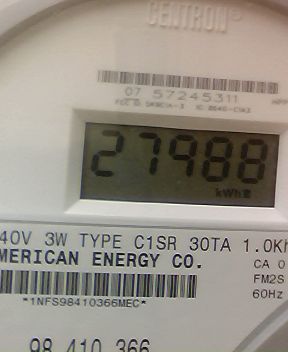 CENTRON®
07 57245311
27988
kWh
40V 3W TYPE C1SR 30TA 1.0Kh
MERICAN ENERGY CO.
CA 0
FM2S
*1NFS98410366MEC*
60Hz
98 410 366